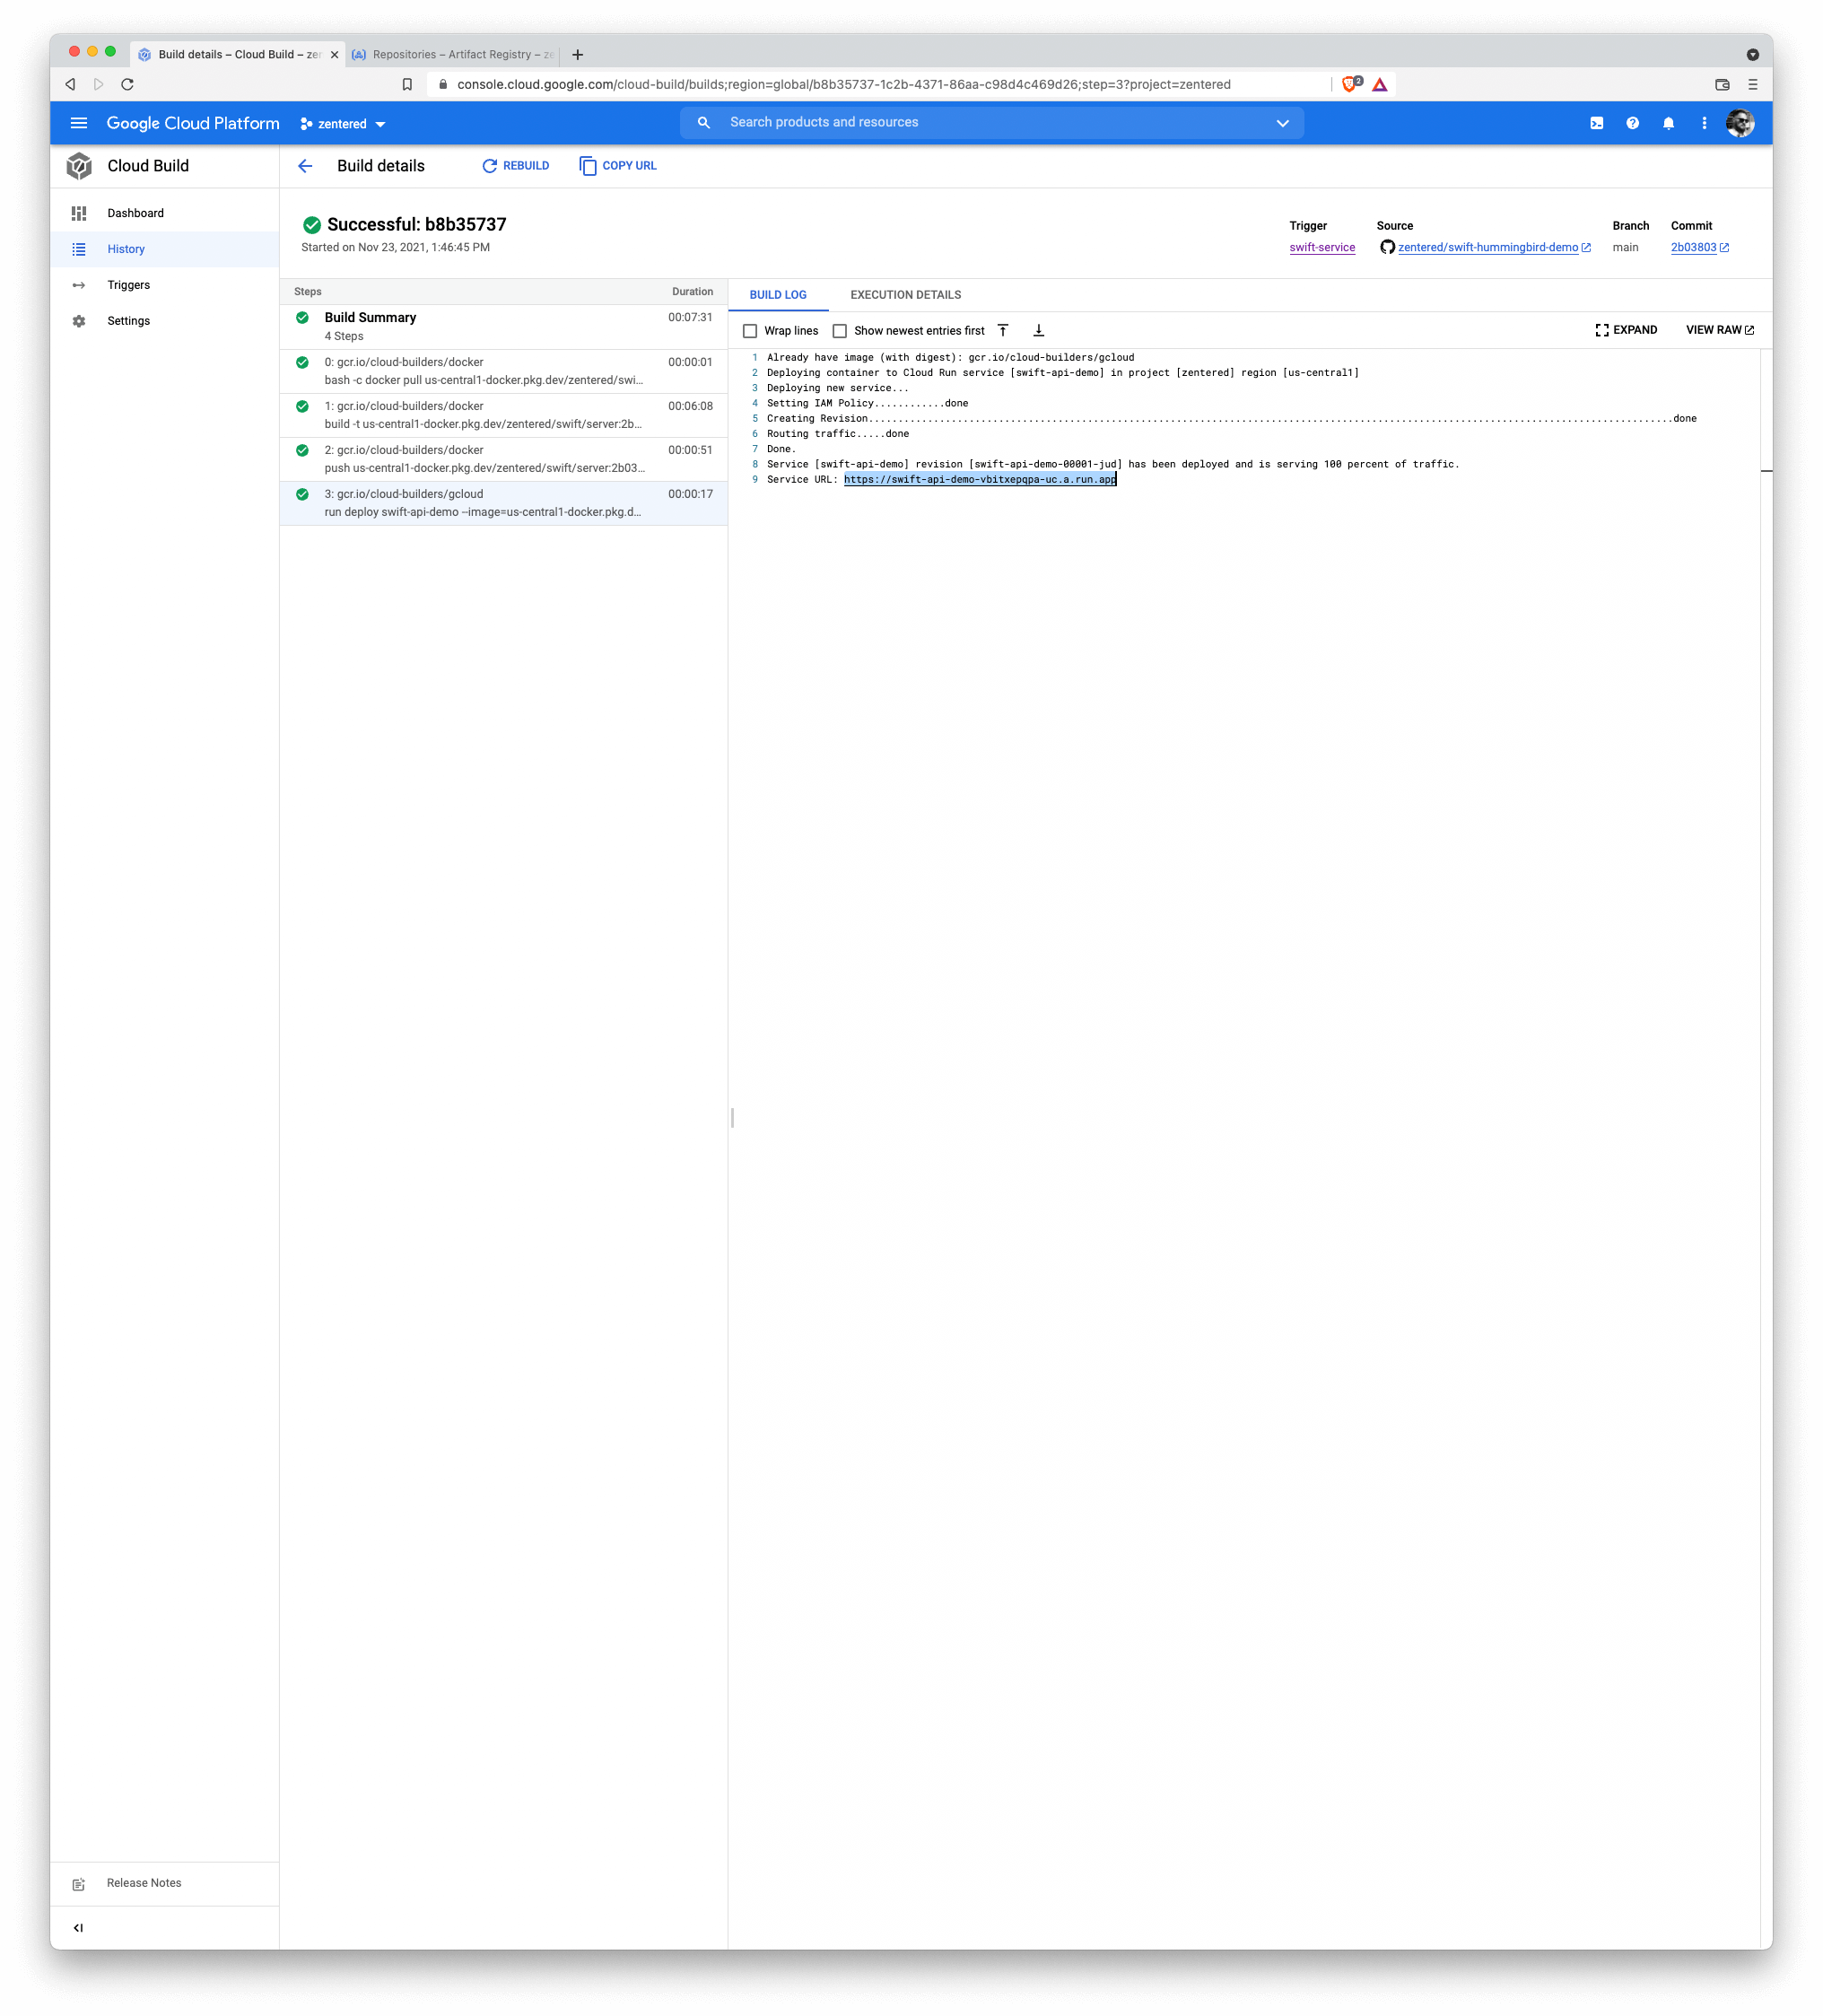 Build details – Cloud Build – zer
Repositories – Artifact Registry – ze
console.cloud.google.com/cloud-build/builds;region=global/b8b35737-1c2b-4371-86aa-c98d4c469d26;step=3?project=zentered
2
Google Cloud Platform
zentered
Search products and resources
Cloud Build
Build details
REBUILD
COPY URL
Dashboard
History
Triggers
Settings
Successful: b8b35737
Started on Nov 23, 2021, 1:46:45 PM
Trigger
swift-service
Source
zentered/swift-hummingbird-demo
Branch
main
Commit
2b03803
Steps Duration
Build Summary 00:07:31
4 Steps
0: gcr.io/cloud-builders/docker 00:00:01
bash -c docker pull us-central1-docker.pkg.dev/zentered/swi...
1: gcr.io/cloud-builders/docker 00:06:08
build -t us-central1-docker.pkg.dev/zentered/swift/server:2b...
2: gcr.io/cloud-builders/docker 00:00:51
push us-central1-docker.pkg.dev/zentered/swift/server:2b03...
3: gcr.io/cloud-builders/gcloud 00:00:17
run deploy swift-api-demo --image=us-central1-docker.pkg.d...
BUILD LOG EXECUTION DETAILS
Wrap lines Show newest entries first EXPAND VIEW RAW
1 Already have image (with digest): gcr.io/cloud-builders/gcloud
2 Deploying container to Cloud Run service [swift-api-demo] in project [zentered] region [us-central1]
3 Deploying new service...
4 Setting IAM Policy............done
5 Creating Revision........................................................................................................................................done
6 Routing traffic.....done
7 Done.
8 Service [swift-api-demo] revision [swift-api-demo-00001-jud] has been deployed and is serving 100 percent of traffic.
9 Service URL: https://swift-api-demo-vbitxepqpa-uc.a.run.app
Release Notes